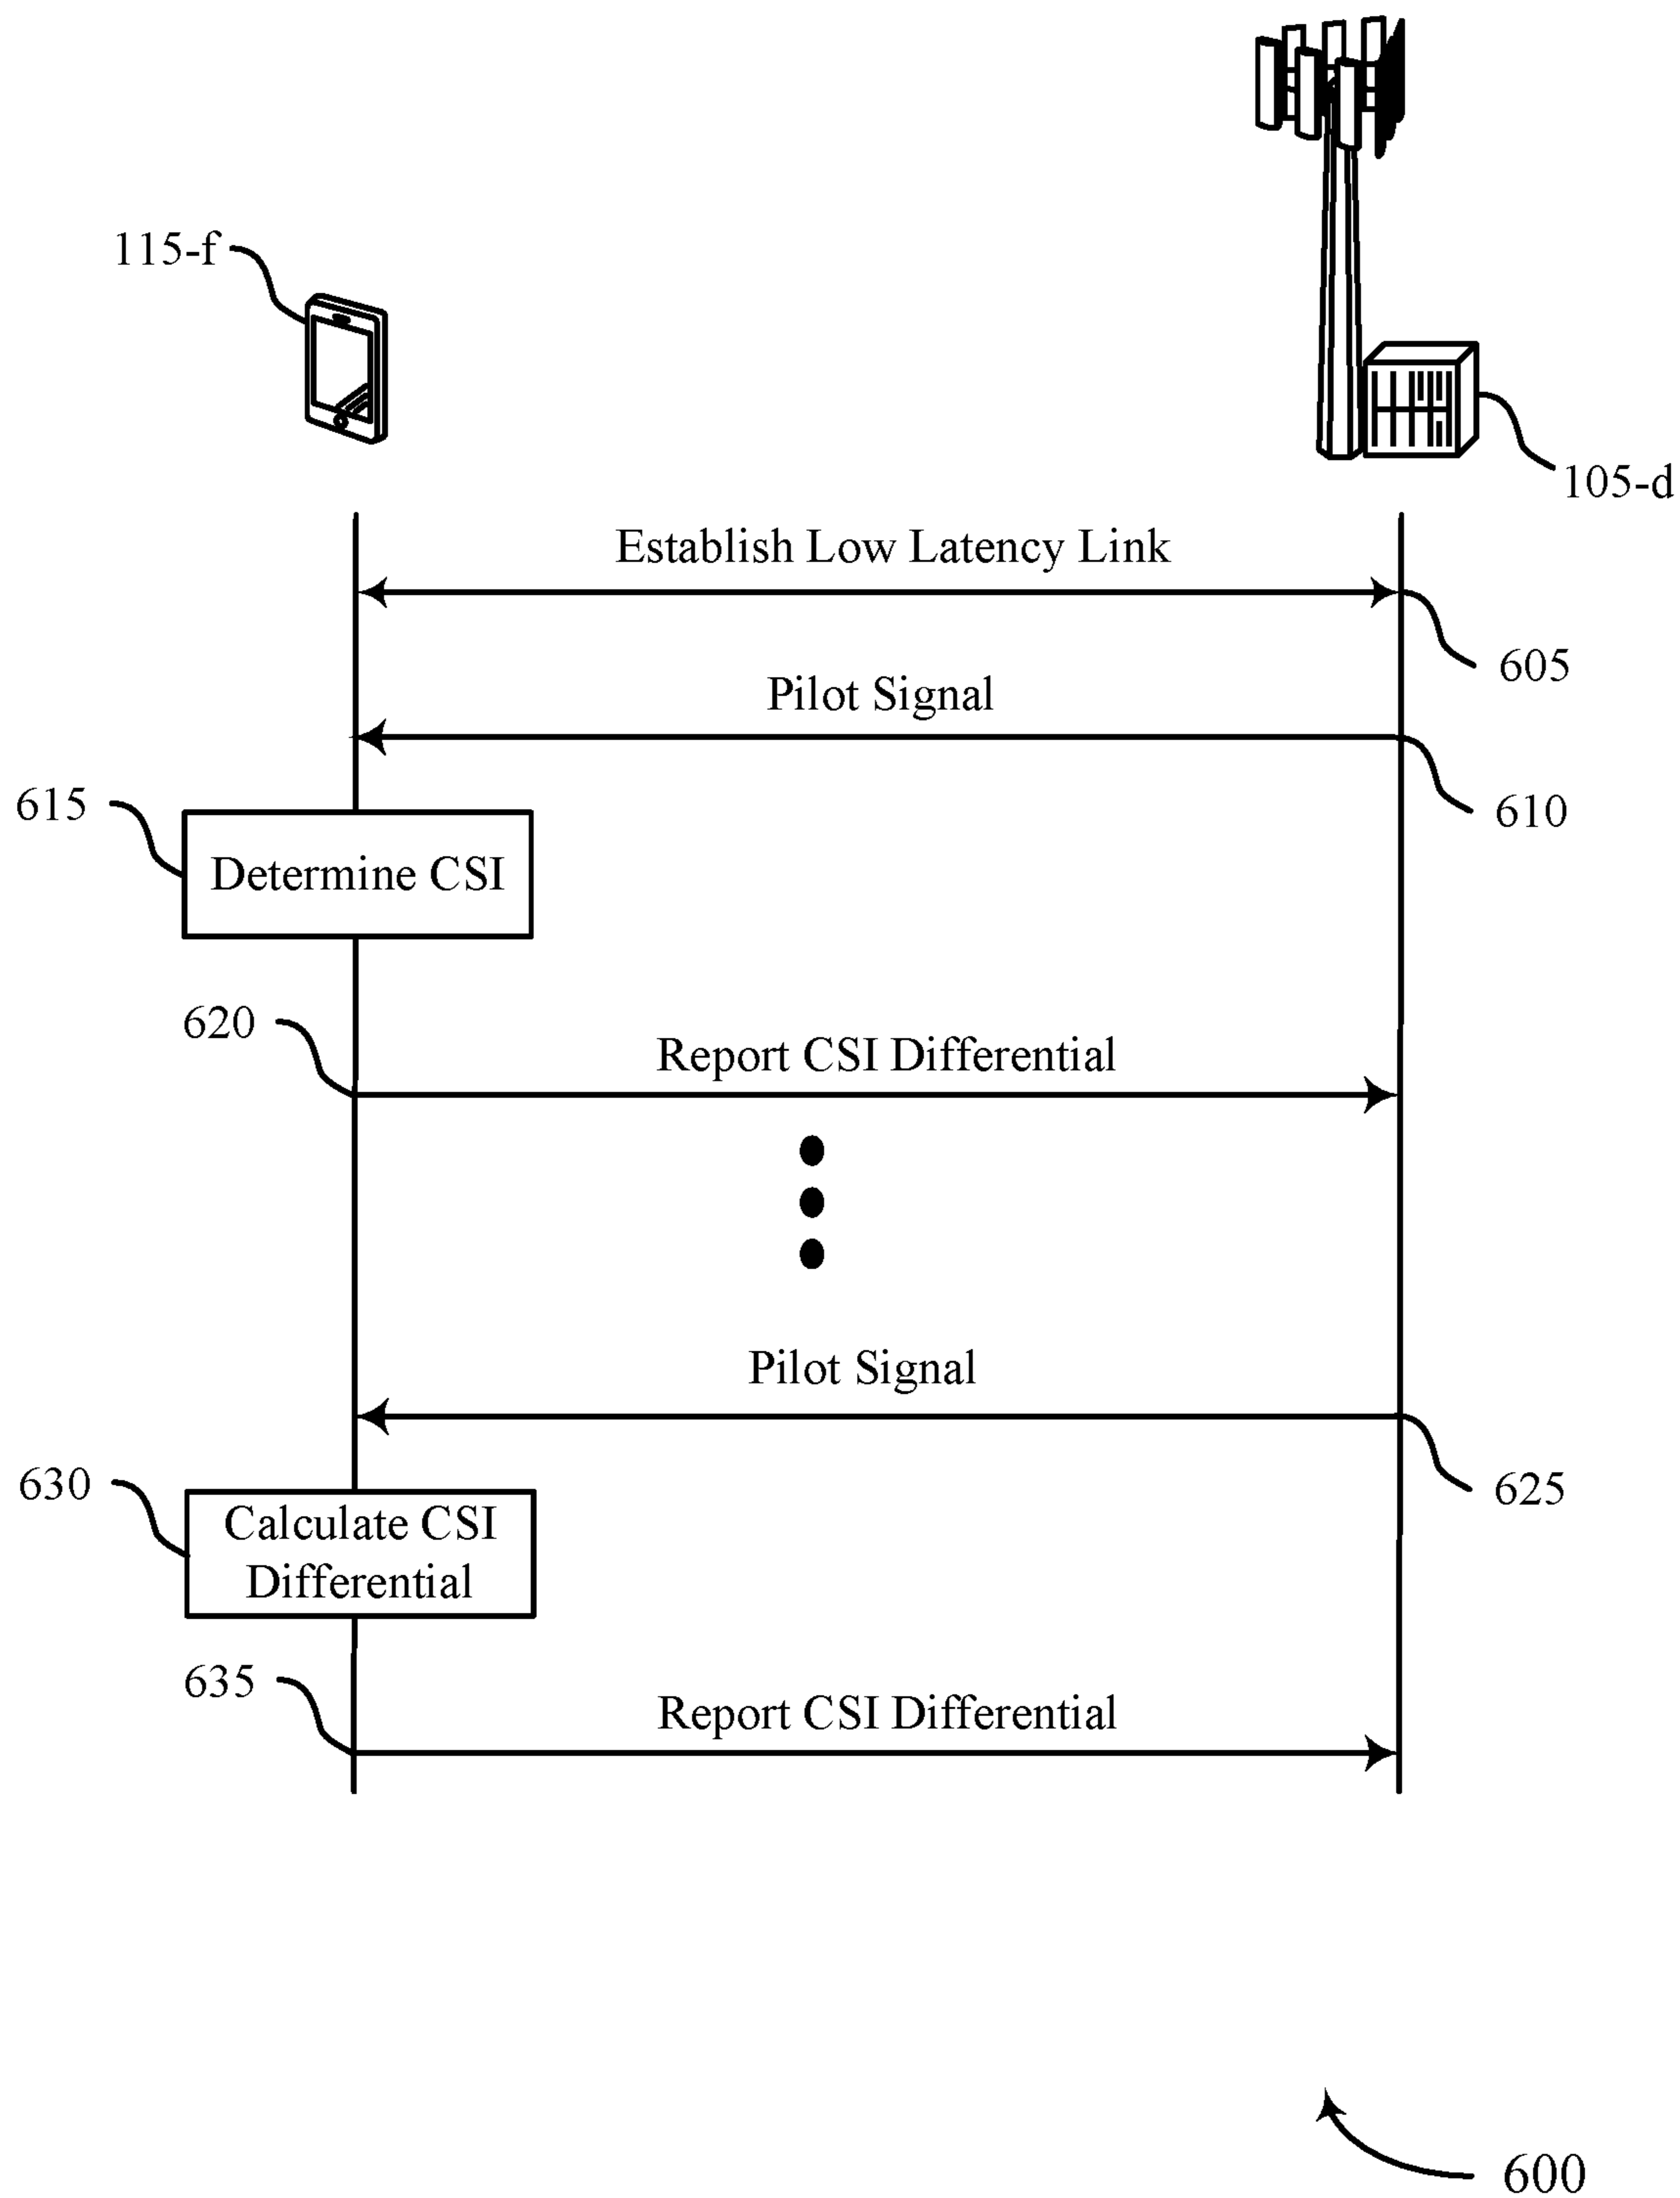 115-f
105-d
Establish Low Latency Link
605
Pilot Signal
610
615
Determine CSI
620
Report CSI Differential
Pilot Signal
625
630
Calculate CSI
Differential
635
Report CSI Differential
600